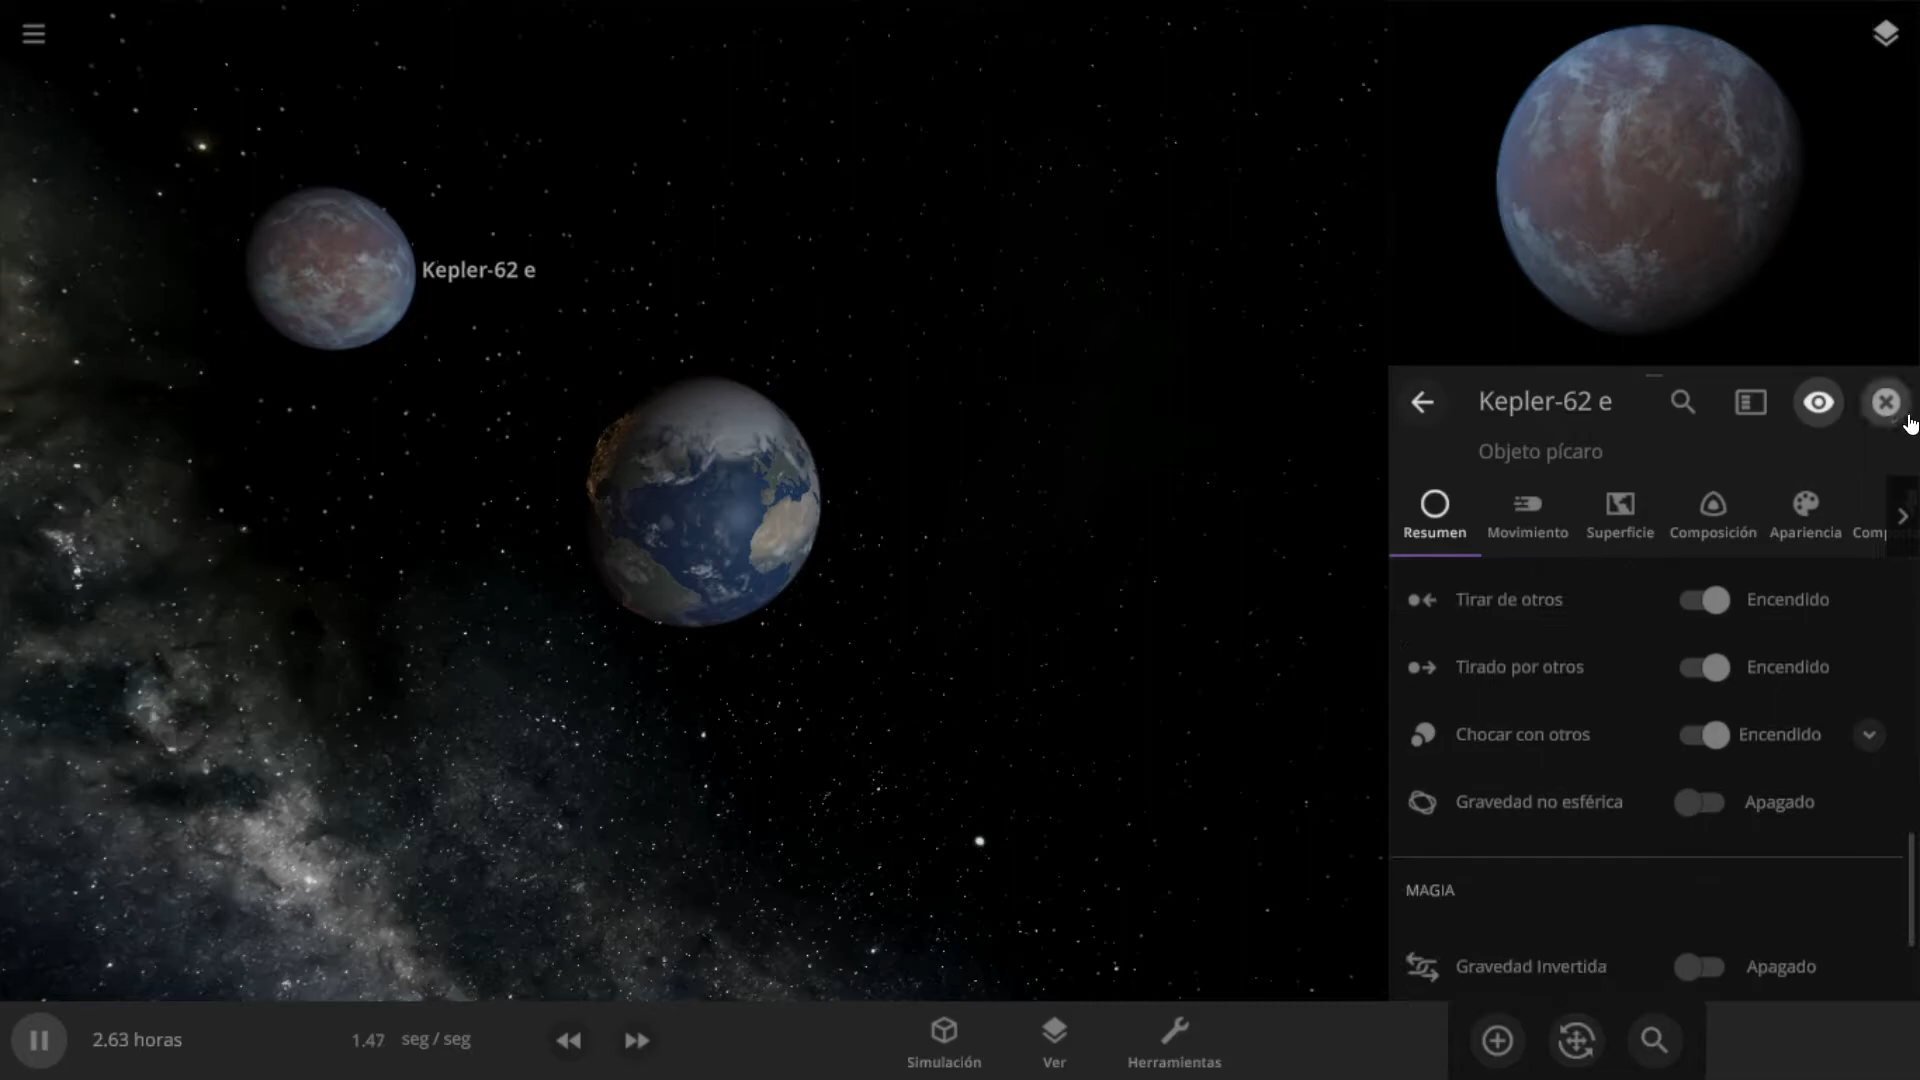 Kepler-62 e
Kepler-62 e
Objeto pícaro
Resumen
Movimiento
Superficie
Composición
Apariencia
Tirar de otros
Encendido
Tirado por otros
Encendido
Chocar con otros
Encendido
Gravedad no esférica
Apagado
MAGIA
Gravedad Invertida
Apagado
2.63 horas
1.47 seg / seg
Simulación
Ver
Herramientas